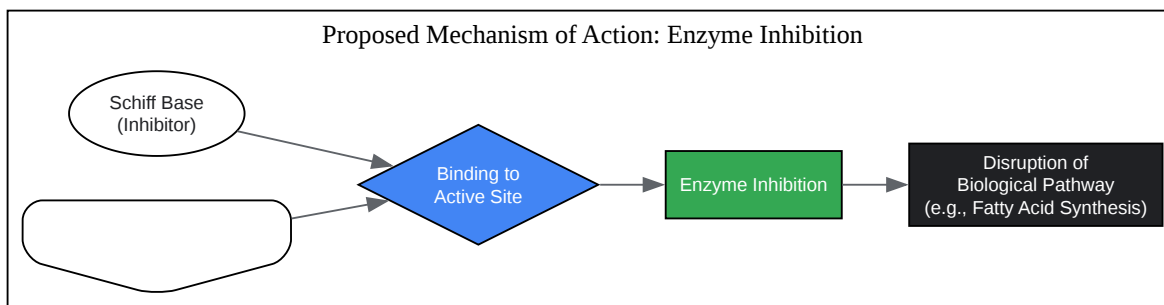 Proposed Mechanism of Action: Enzyme Inhibition
Schiff Base
(Inhibitor)
Binding to
Active Site
Enzyme Inhibition
Disruption of
Biological Pathway
(e.g., Fatty Acid Synthesis)